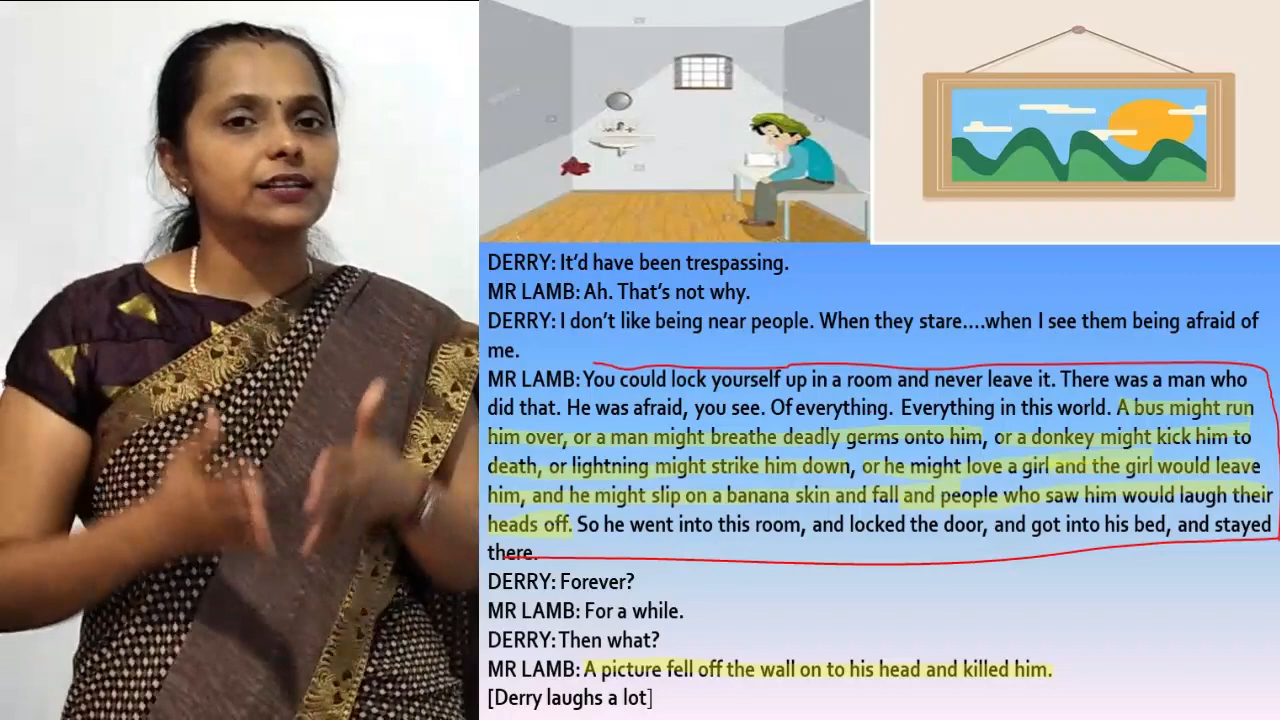 DERRY: It'd have been trespassing.
MR LAMB: Ah. That's not why.
DERRY: I don't like being near people. When they stare....when I see them being afraid of
me.
MR LAMB: You could lock yourself up in a room and never leave it. There was a man who
did that. He was afraid, you see. Of everything. Everything in this world. A bus might run
him over, or a man might breathe deadly germs onto him, or a donkey might kick him to
death, or lightning might strike him down, or he might love a girl and the girl would leave
him, and he might slip on a banana skin and fall and people who saw him would laugh their
heads off. So he went into this room, and locked the door, and got into his bed, and stayed
there.
DERRY: Forever?
MR LAMB: For a while.
DERRY: Then what?
MR LAMB: A picture fell off the wall on to his head and killed him.
[Derry laughs a lot]